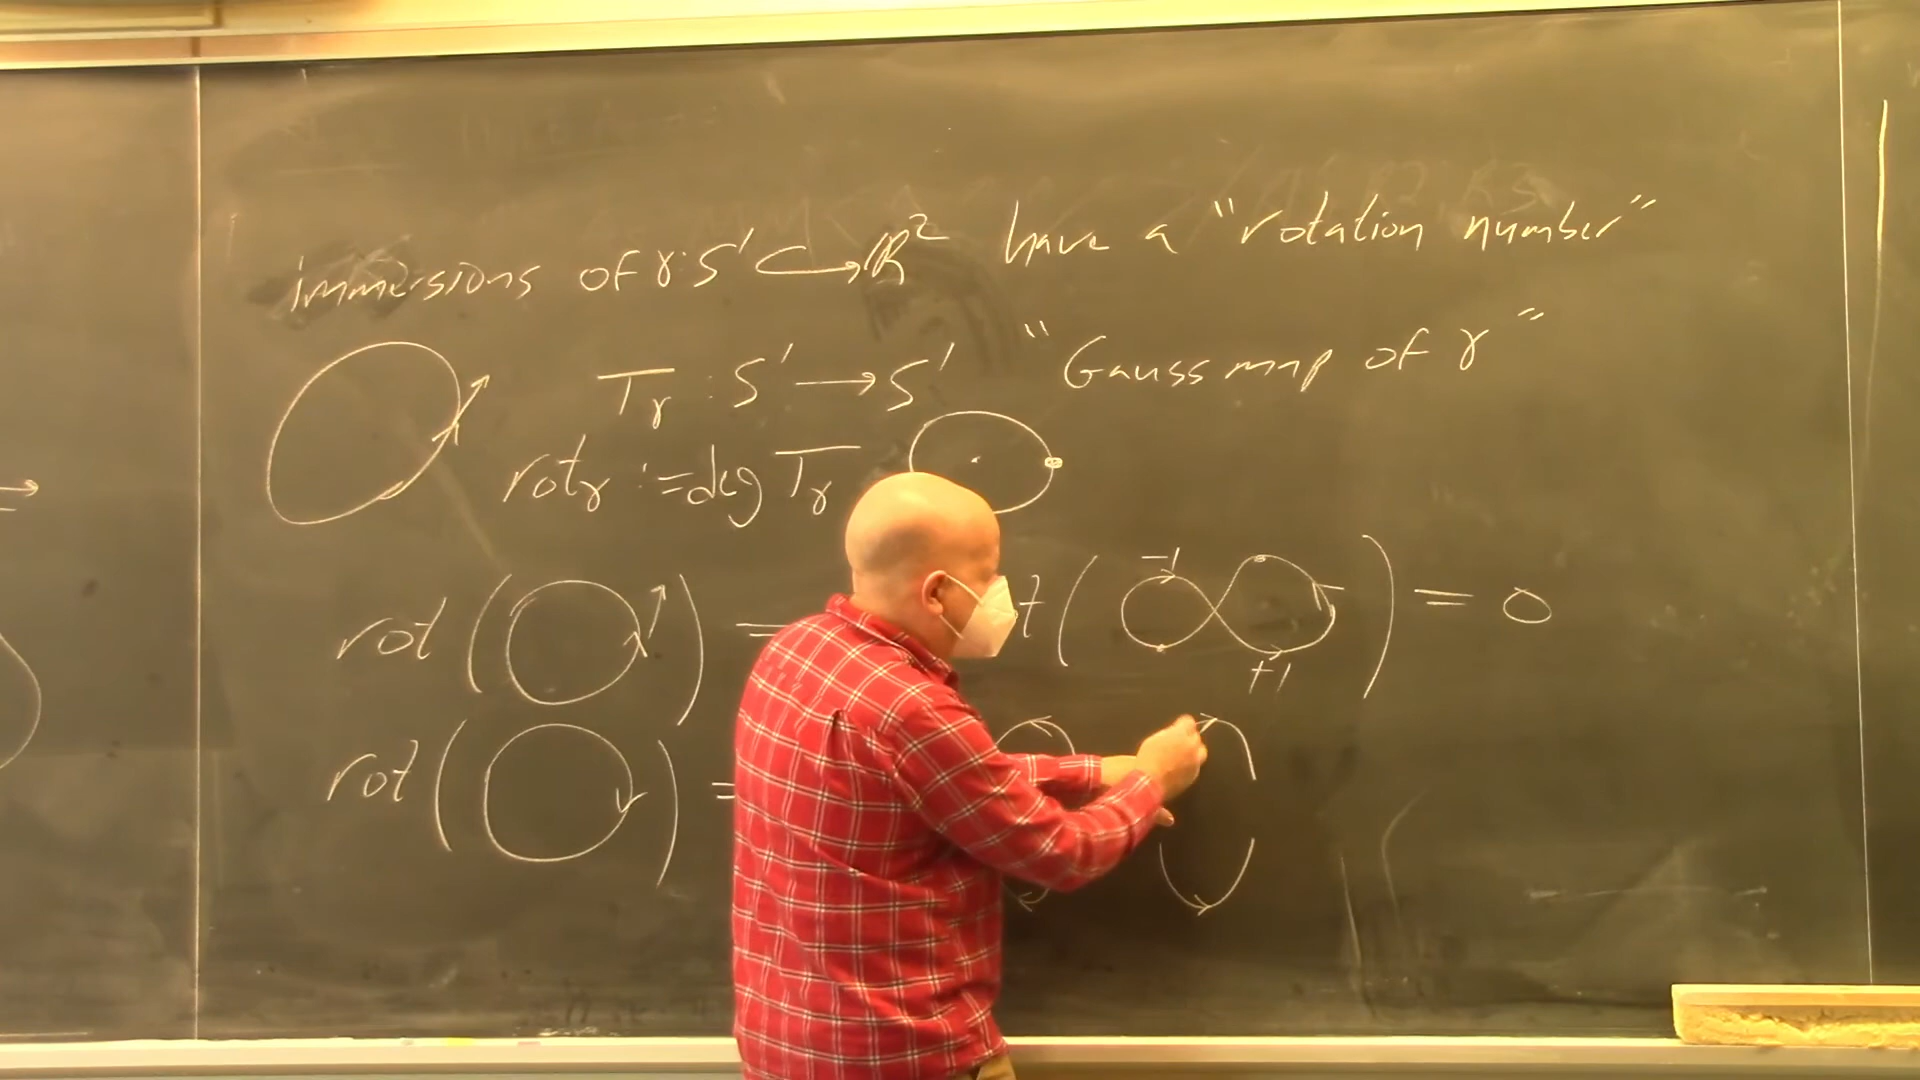 immersions of γ: S¹ ↪ ℝ² have a "rotation number"
T_γ : S¹ → S¹ "Gauss map of γ"
rot_γ := deg T_γ
rot ( ) = t ( -1 +1 ) = 0
rot ( ) =